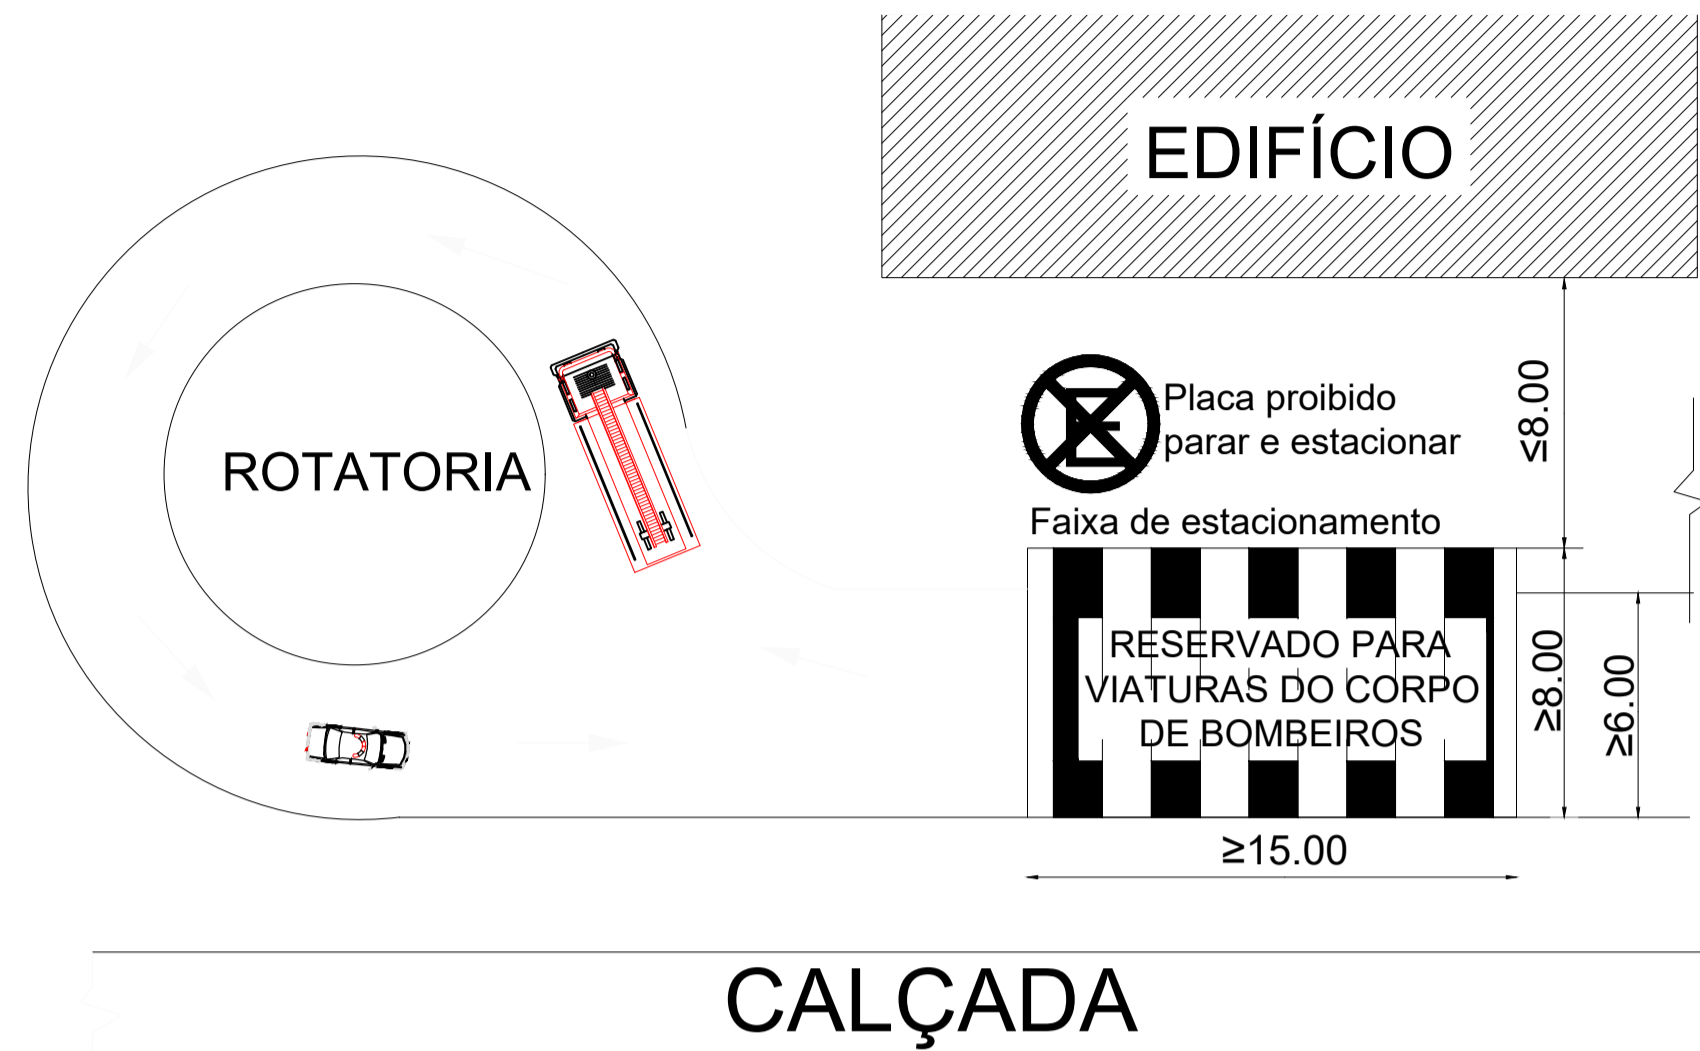 EDIFÍCIO
ROTATORIA
E
Placa proibido
parar e estacionar
≤8.00
Faixa de estacionamento
RESERVADO PARA
VIATURAS DO CORPO
DE BOMBEIROS
≥8.00
≥6.00
≥15.00
CALÇADA